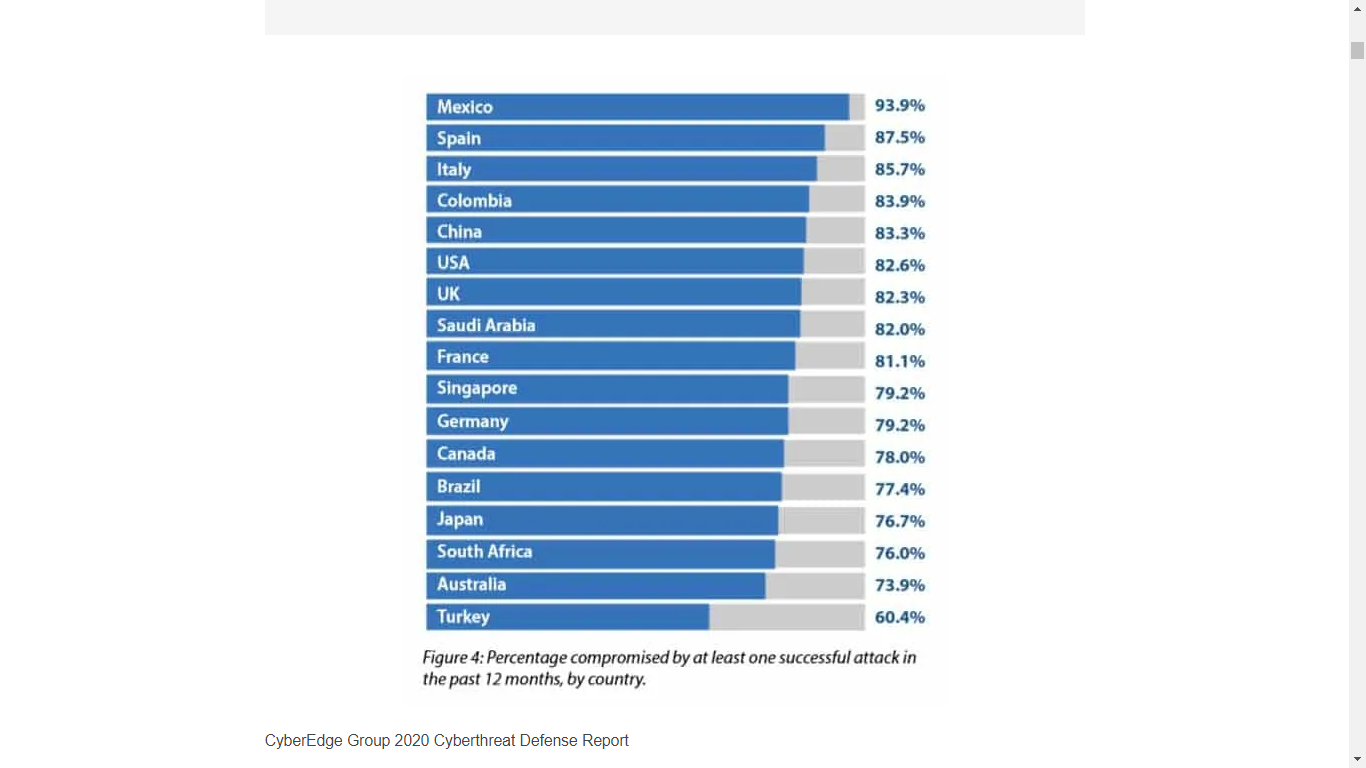 Mexico 93.9%
Spain 87.5%
Italy 85.7%
Colombia 83.9%
China 83.3%
USA 82.6%
UK 82.3%
Saudi Arabia 82.0%
France 81.1%
Singapore 79.2%
Germany 79.2%
Canada 78.0%
Brazil 77.4%
Japan 76.7%
South Africa 76.0%
Australia 73.9%
Turkey 60.4%
Figure 4: Percentage compromised by at least one successful attack in
the past 12 months, by country.
CyberEdge Group 2020 Cyberthreat Defense Report